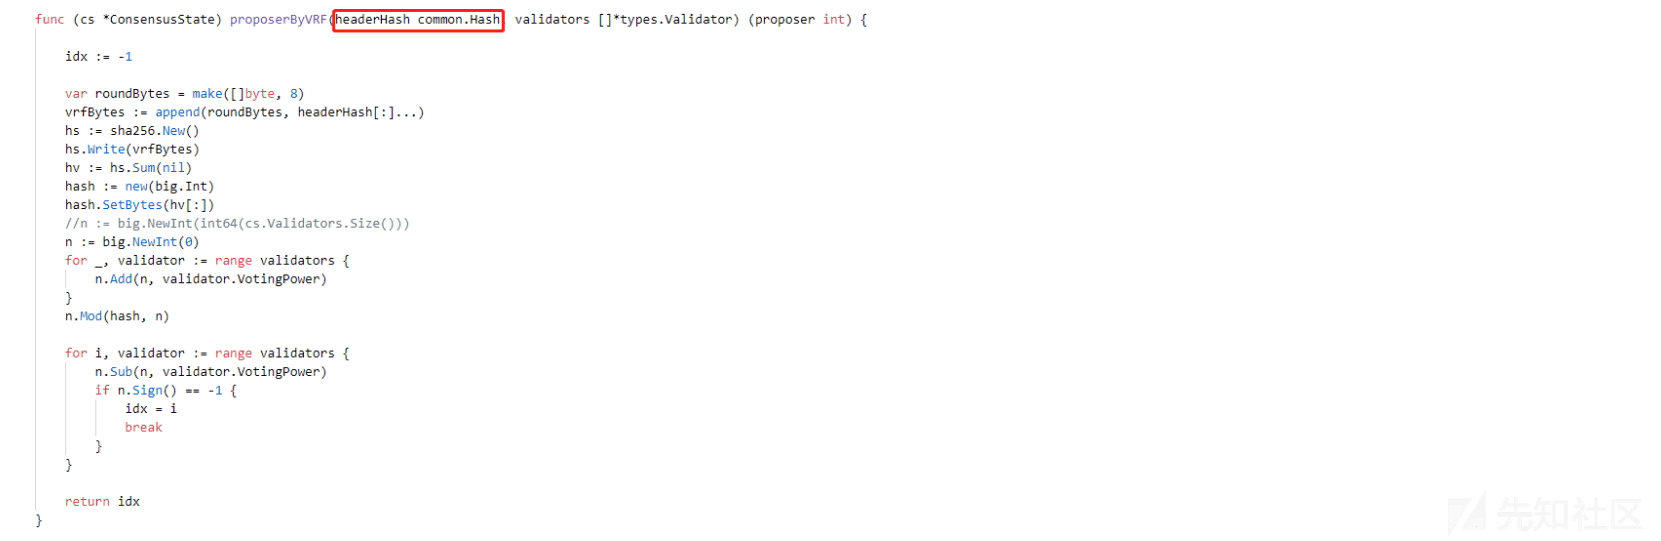 func (cs *ConsensusState) proposerByVRF(headerHash common.Hash, validators []*types.Validator) (proposer int) {
idx := -1
var roundBytes = make([]byte, 8)
vrfBytes := append(roundBytes, headerHash[:]...)
hs := sha256.New()
hs.Write(vrfBytes)
hv := hs.Sum(nil)
hash := new(big.Int)
hash.SetBytes(hv[:])
//n := big.NewInt(int64(cs.Validators.Size()))
n := big.NewInt(0)
for _, validator := range validators {
n.Add(n, validator.VotingPower)
}
n.Mod(hash, n)
for i, validator := range validators {
n.Sub(n, validator.VotingPower)
if n.Sign() == -1 {
idx = i
break
}
}
return idx
}
先知社区